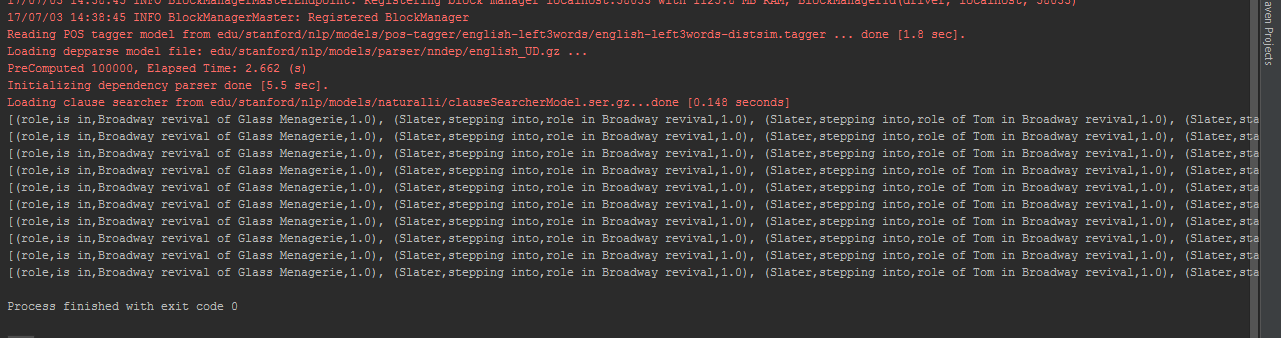 17/07/03 14:38:45 INFO BlockManagerMasterEndpoint: Registering block manager localhost:38033 with 1125.8 MB RAM, BlockManagerId(driver, localhost, 38033)
17/07/03 14:38:45 INFO BlockManagerMaster: Registered BlockManager
Reading POS tagger model from edu/stanford/nlp/models/pos-tagger/english-left3words/english-left3words-distsim.tagger ... done [1.8 sec].
Loading depparse model file: edu/stanford/nlp/models/parser/nndep/english_UD.gz ...
PreComputed 100000, Elapsed Time: 2.662 (s)
Initializing dependency parser done [5.5 sec].
Loading clause searcher from edu/stanford/nlp/models/naturalli/clauseSearcherModel.ser.gz...done [0.148 seconds]
[(role,is in,Broadway revival of Glass Menagerie,1.0), (Slater,stepping into,role in Broadway revival,1.0), (Slater,stepping into,role of Tom in Broadway revival,1.0), (Slater,sta
[(role,is in,Broadway revival of Glass Menagerie,1.0), (Slater,stepping into,role in Broadway revival,1.0), (Slater,stepping into,role of Tom in Broadway revival,1.0), (Slater,sta
[(role,is in,Broadway revival of Glass Menagerie,1.0), (Slater,stepping into,role in Broadway revival,1.0), (Slater,stepping into,role of Tom in Broadway revival,1.0), (Slater,sta
[(role,is in,Broadway revival of Glass Menagerie,1.0), (Slater,stepping into,role in Broadway revival,1.0), (Slater,stepping into,role of Tom in Broadway revival,1.0), (Slater,sta
[(role,is in,Broadway revival of Glass Menagerie,1.0), (Slater,stepping into,role in Broadway revival,1.0), (Slater,stepping into,role of Tom in Broadway revival,1.0), (Slater,sta
[(role,is in,Broadway revival of Glass Menagerie,1.0), (Slater,stepping into,role in Broadway revival,1.0), (Slater,stepping into,role of Tom in Broadway revival,1.0), (Slater,sta
[(role,is in,Broadway revival of Glass Menagerie,1.0), (Slater,stepping into,role in Broadway revival,1.0), (Slater,stepping into,role of Tom in Broadway revival,1.0), (Slater,sta
[(role,is in,Broadway revival of Glass Menagerie,1.0), (Slater,stepping into,role in Broadway revival,1.0), (Slater,stepping into,role of Tom in Broadway revival,1.0), (Slater,sta
[(role,is in,Broadway revival of Glass Menagerie,1.0), (Slater,stepping into,role in Broadway revival,1.0), (Slater,stepping into,role of Tom in Broadway revival,1.0), (Slater,sta
[(role,is in,Broadway revival of Glass Menagerie,1.0), (Slater,stepping into,role in Broadway revival,1.0), (Slater,stepping into,role of Tom in Broadway revival,1.0), (Slater,sta
Process finished with exit code 0
aven Projects